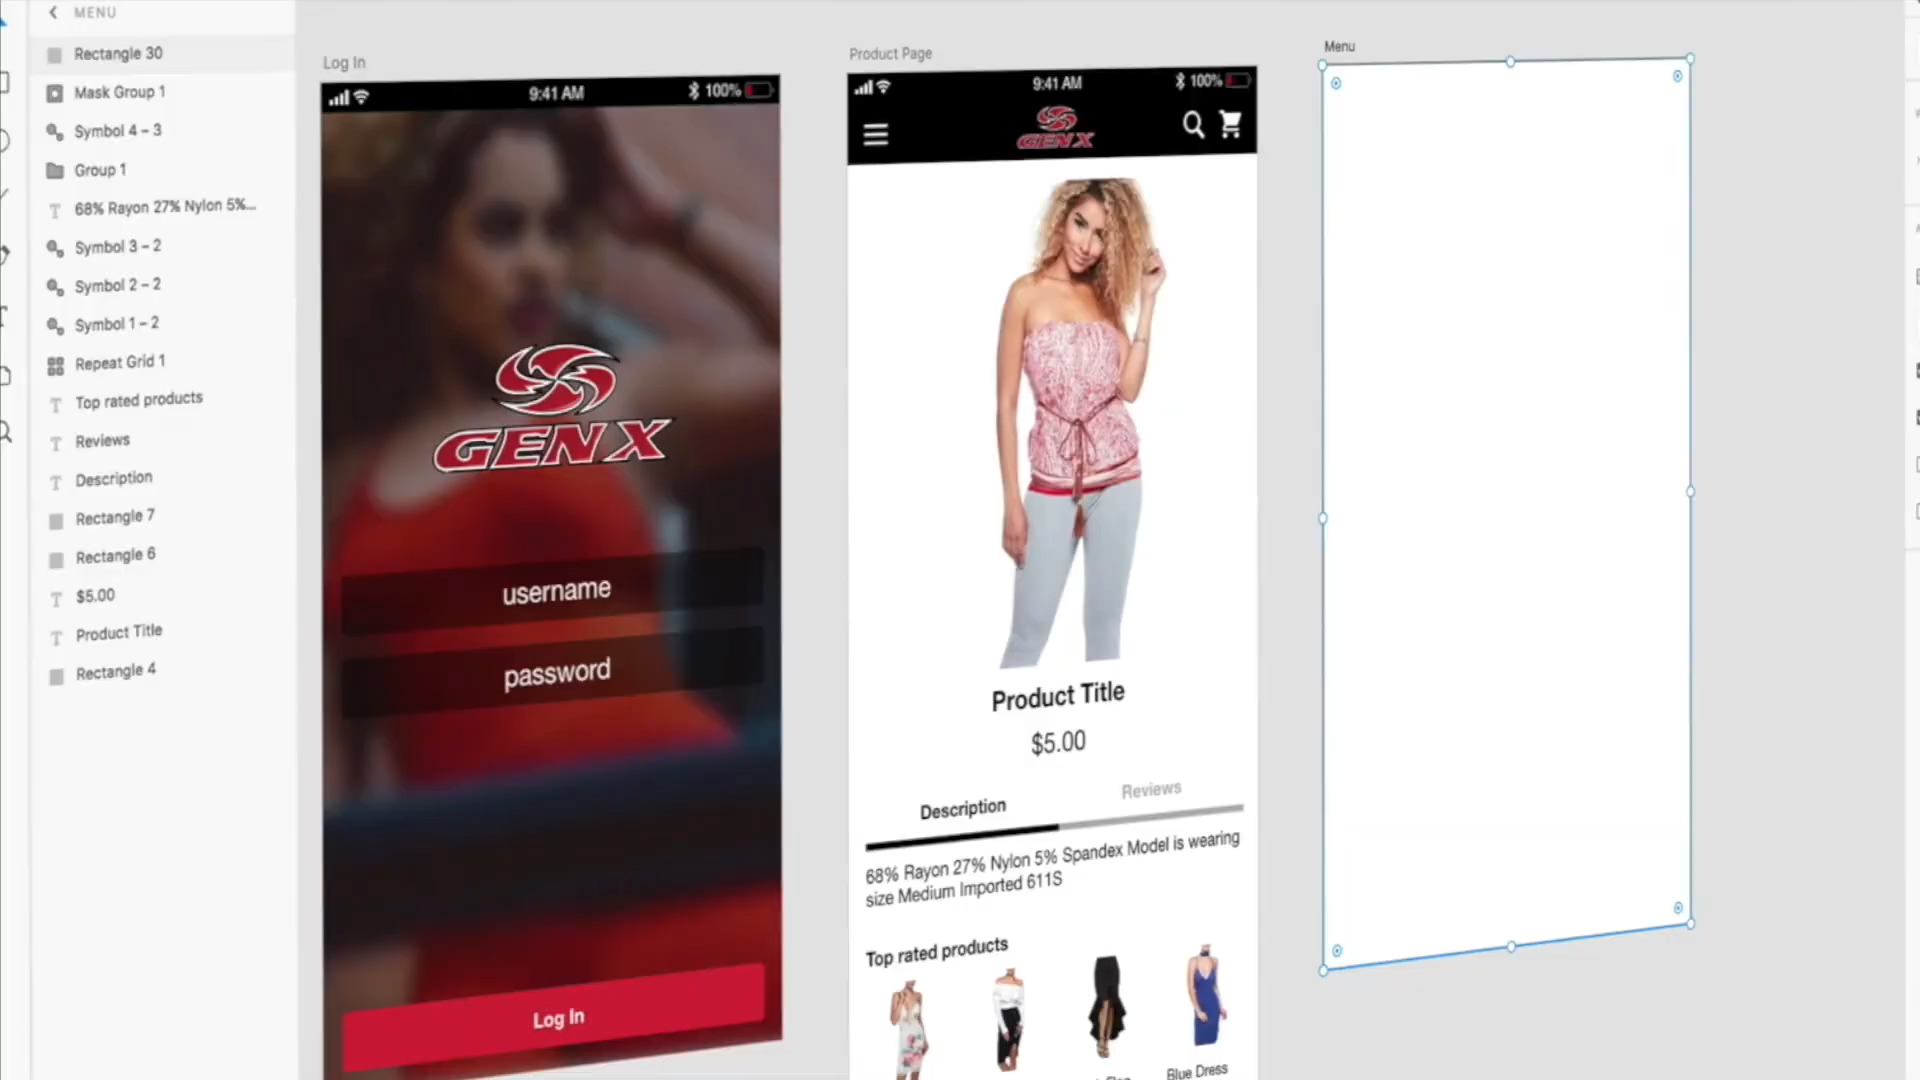 MENU
Rectangle 30
Mask Group 1
Symbol 4 – 3
Group 1
68% Rayon 27% Nylon 5%...
Symbol 3 – 2
Symbol 2 – 2
Symbol 1 – 2
Repeat Grid 1
Top rated products
Reviews
Description
Rectangle 7
Rectangle 6
$5.00
Product Title
Rectangle 4
Log In
9:41 AM
100%
GEN X
username
password
Log In
Product Page
9:41 AM
100%
GEN X
Product Title
$5.00
Description
Reviews
68% Rayon 27% Nylon 5% Spandex Model is wearing
size Medium Imported 611S
Top rated products
Blue Dress
Menu